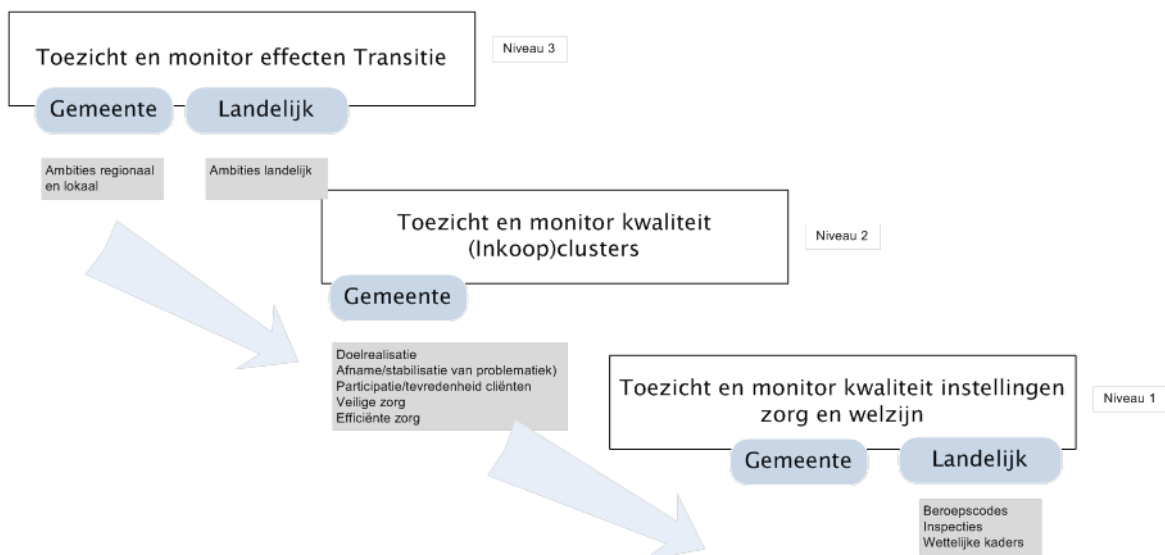 Toezicht en monitor effecten Transitie
Niveau 3
Gemeente
Landelijk
Ambities regionaal
en lokaal
Ambities landelijk
Toezicht en monitor kwaliteit
(Inkoop)clusters
Niveau 2
Gemeente
Doelrealisatie
Afname/stabilisatie van problematiek)
Participatie/tevredenheid cliënten
Veilige zorg
Efficiënte zorg
Toezicht en monitor kwaliteit instellingen
zorg en welzijn
Niveau 1
Gemeente
Landelijk
Beroepscodes
Inspecties
Wettelijke kaders